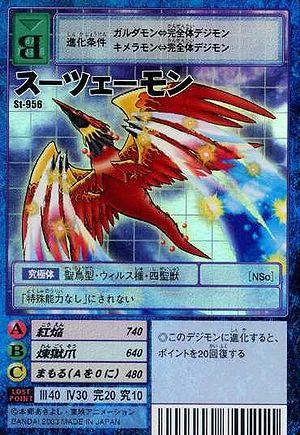 B
進化条件
ガルダモン⇔完全体デジモン
キメラモン⇔完全体デジモン
スーツェーモン
St-956
究極体 聖鳥型・ウィルス種・四聖獣 [NSo]
「特殊能力なし」にされない
A 紅焔 740
B 煉獄爪 640
C まもる(Aを0に) 480
◎このデジモンに進化すると、
ポイントを20回復する
LOST POINT III40 IV30 完20 究10
©本郷あきよし・東映アニメーション
BANDAI 2003 MADE IN JAPAN